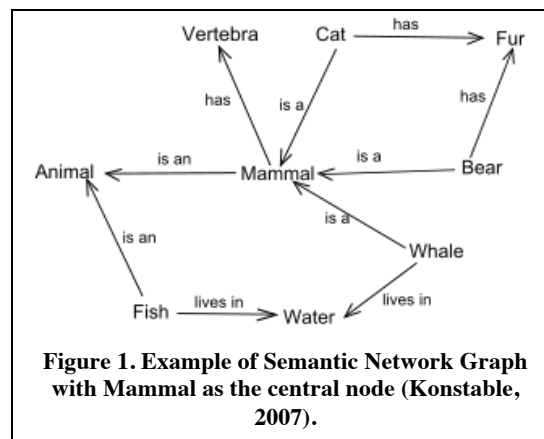 Vertebra Cat has Fur
has is a has
Animal is an Mammal is a Bear
is an is a Whale
Fish lives in Water lives in
Figure 1. Example of Semantic Network Graph
with Mammal as the central node (Konstable,
2007).